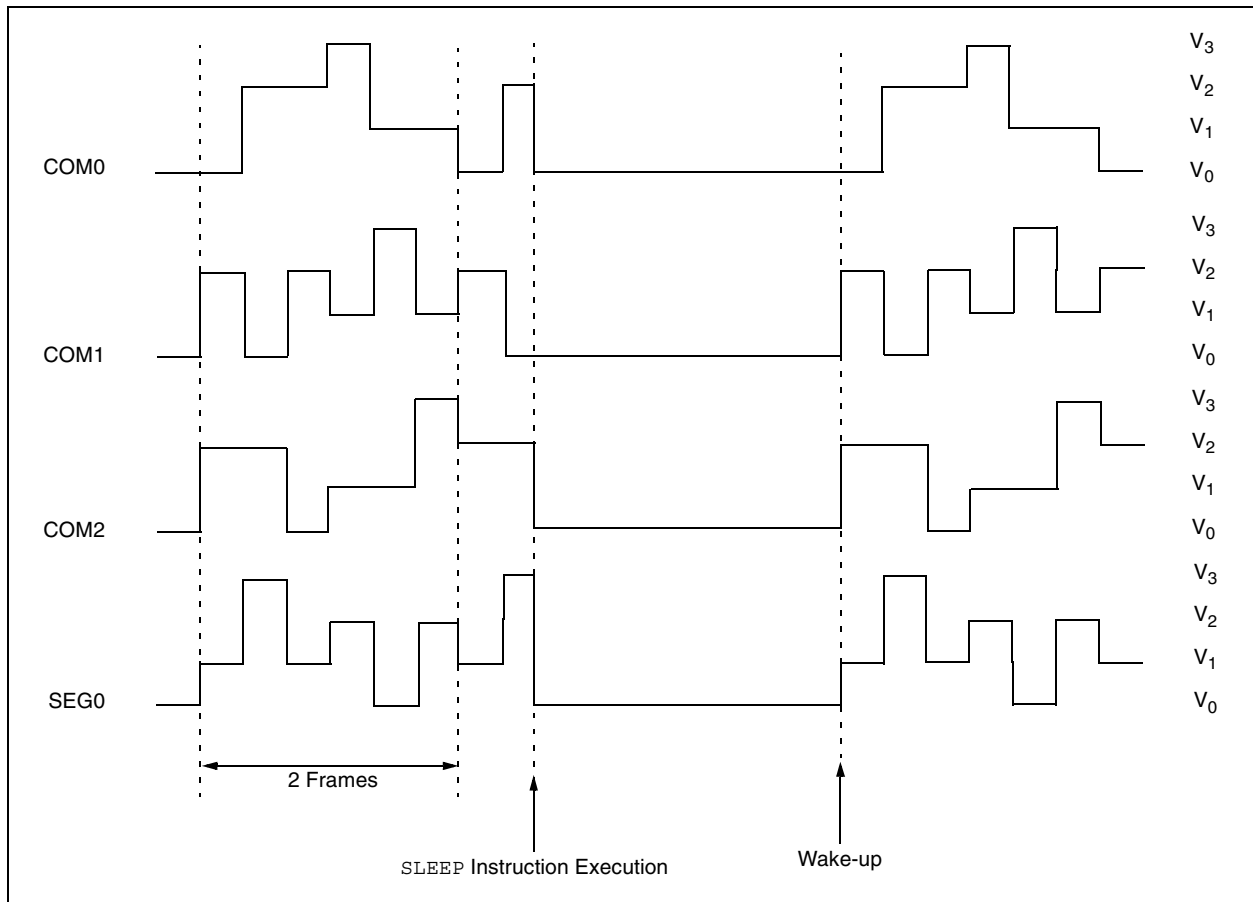 V3
V2
V1
COM0
V0
V3
V2
V1
COM1
V0
V3
V2
V1
COM2
V0
V3
V2
V1
SEG0
V0
2 Frames
SLEEP Instruction Execution
Wake-up